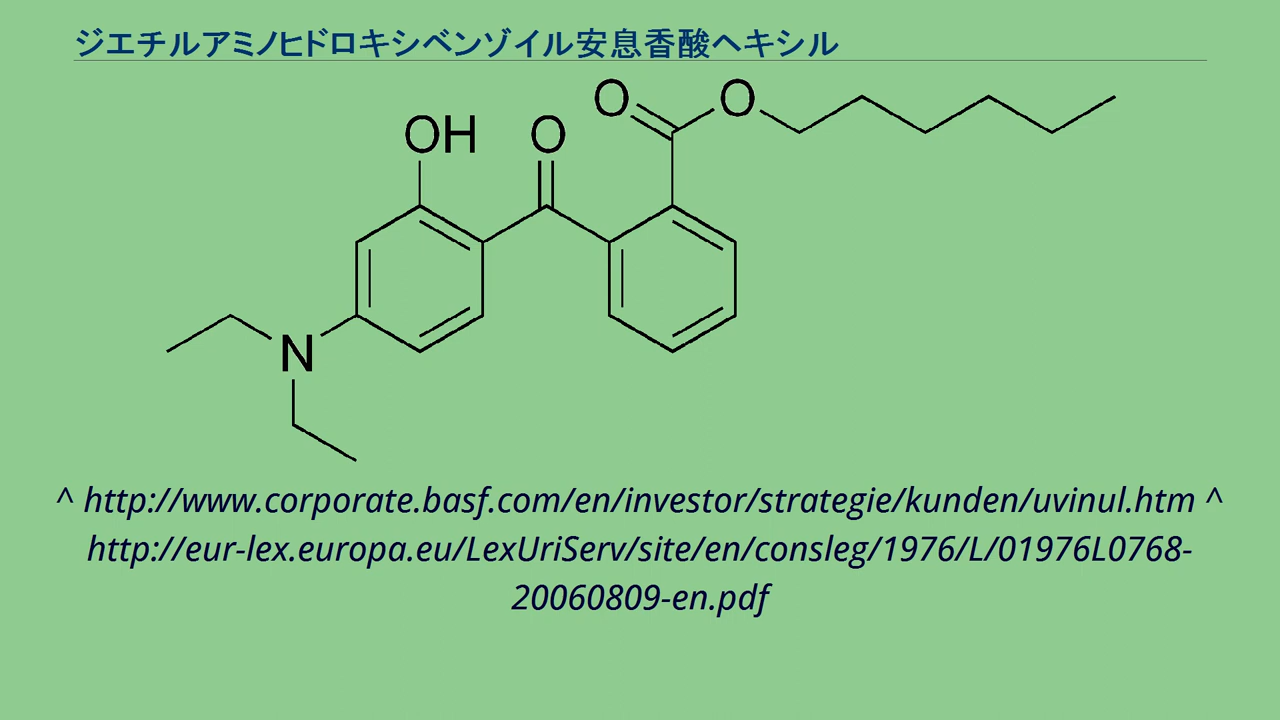 ジエチルアミノヒドロキシベンゾイル安息香酸ヘキシル
O O
OH O
N
^ http://www.corporate.basf.com/en/investor/strategie/kunden/uvinul.htm ^
http://eur-lex.europa.eu/LexUriServ/site/en/consleg/1976/L/01976L0768-
20060809-en.pdf